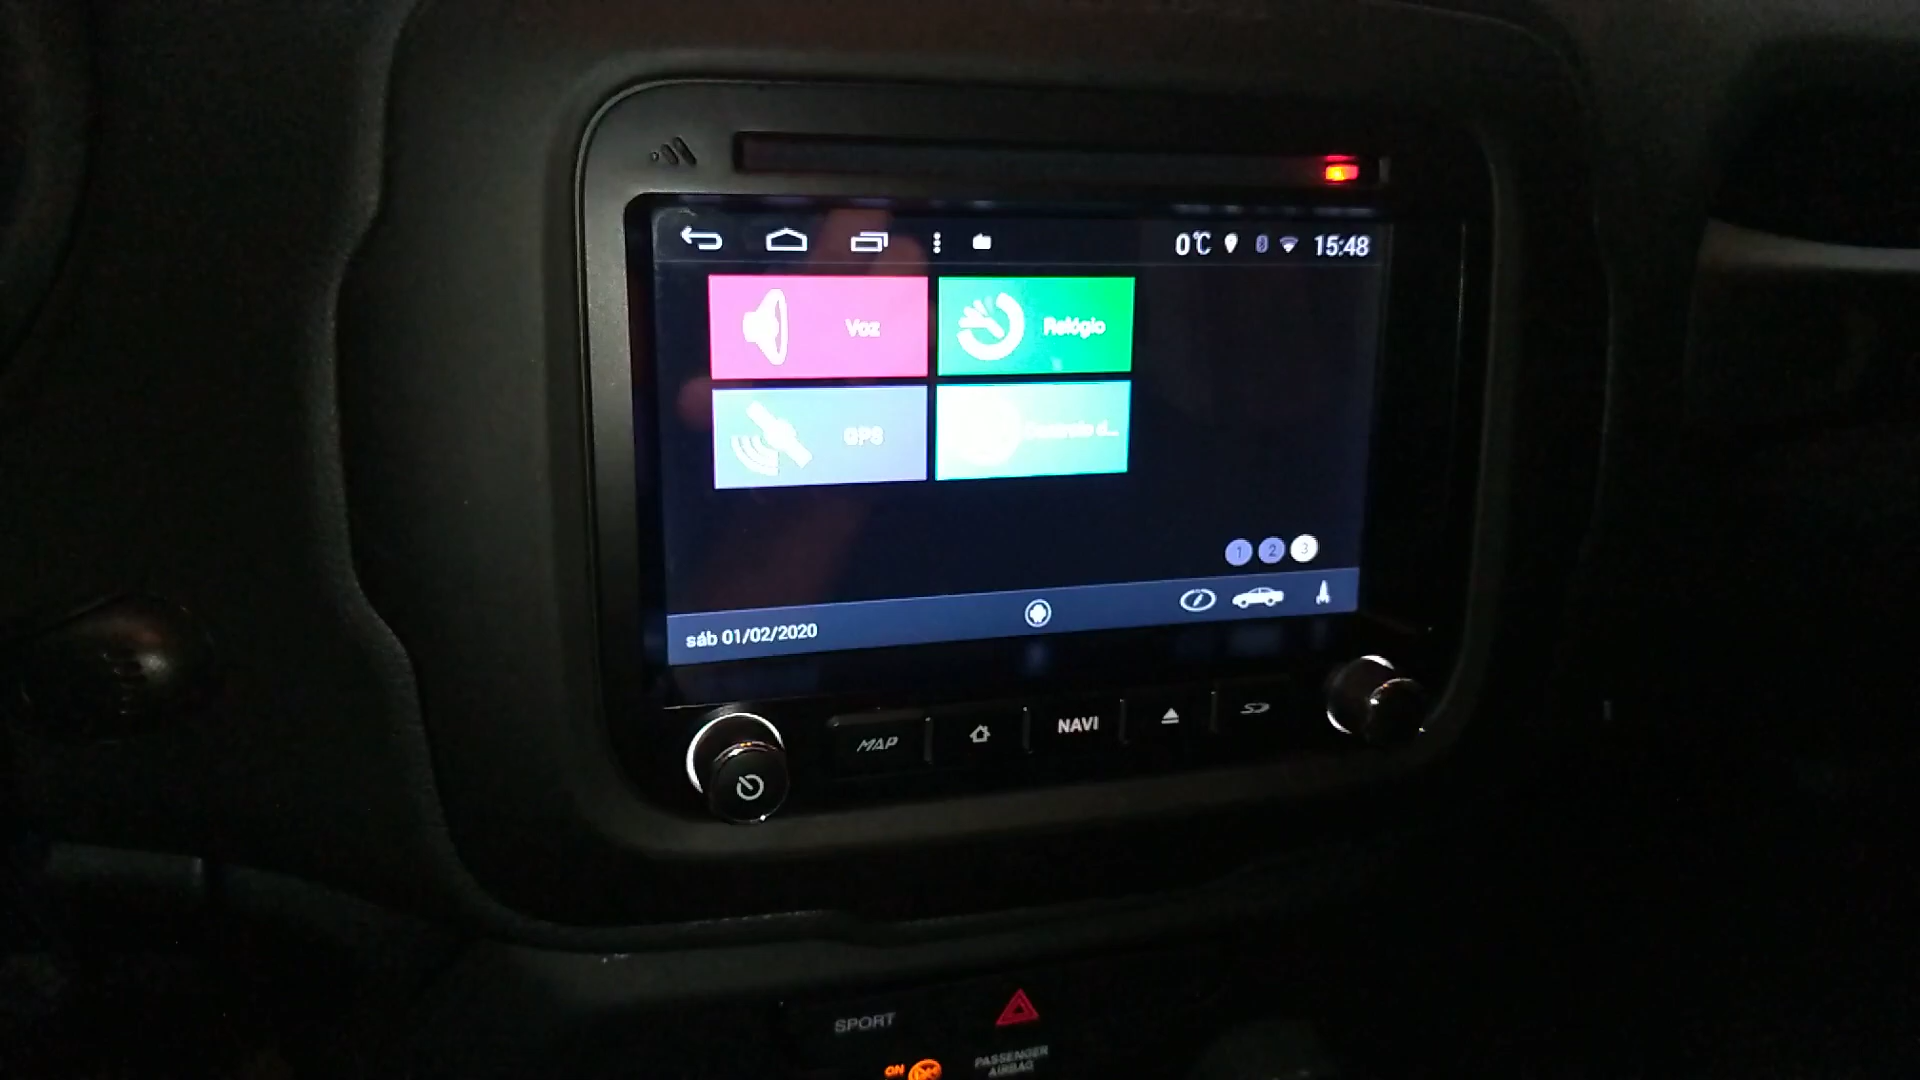 0°C 15:48
Voz
Relógio
GPS
d...
1 2 3
sáb 01/02/2020
MAP
NAVI
SPORT
ON
PASSENGER
AIRBAG